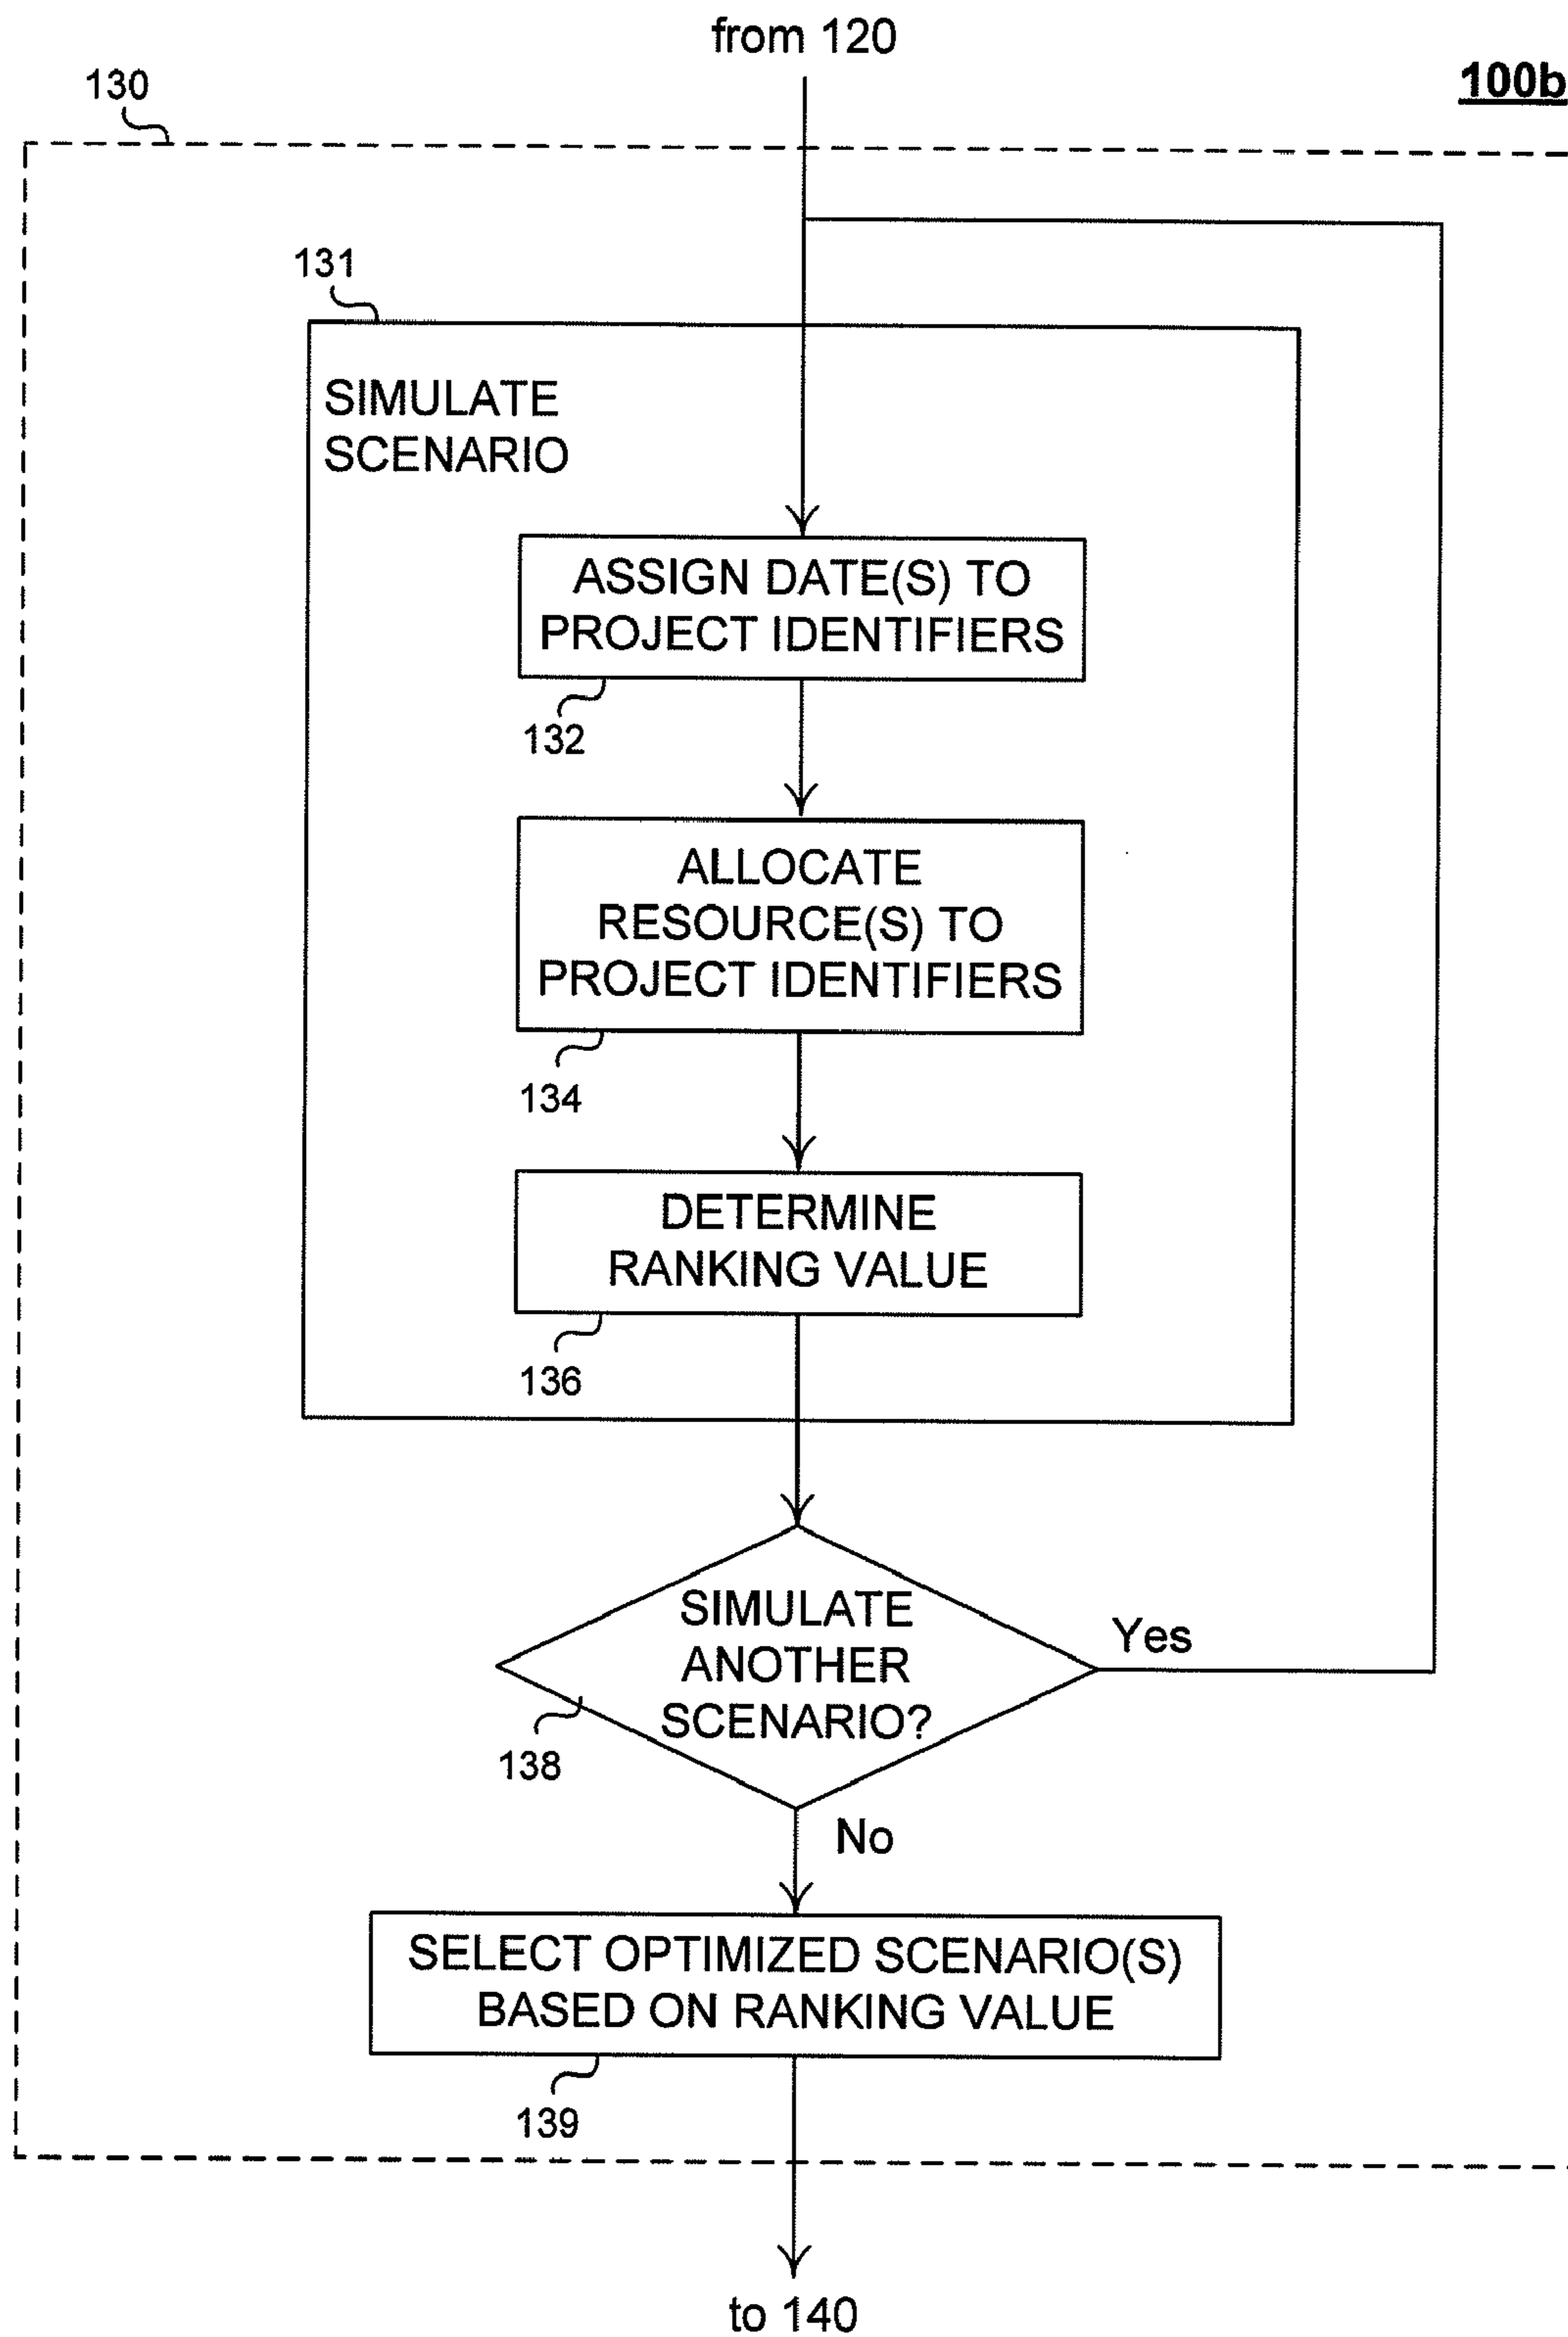 from 120
100b
130
131
SIMULATE
SCENARIO
ASSIGN DATE(S) TO
PROJECT IDENTIFIERS
132
ALLOCATE
RESOURCE(S) TO
PROJECT IDENTIFIERS
134
DETERMINE
RANKING VALUE
136
SIMULATE
ANOTHER
SCENARIO?
Yes
138
No
SELECT OPTIMIZED SCENARIO(S)
BASED ON RANKING VALUE
139
to 140